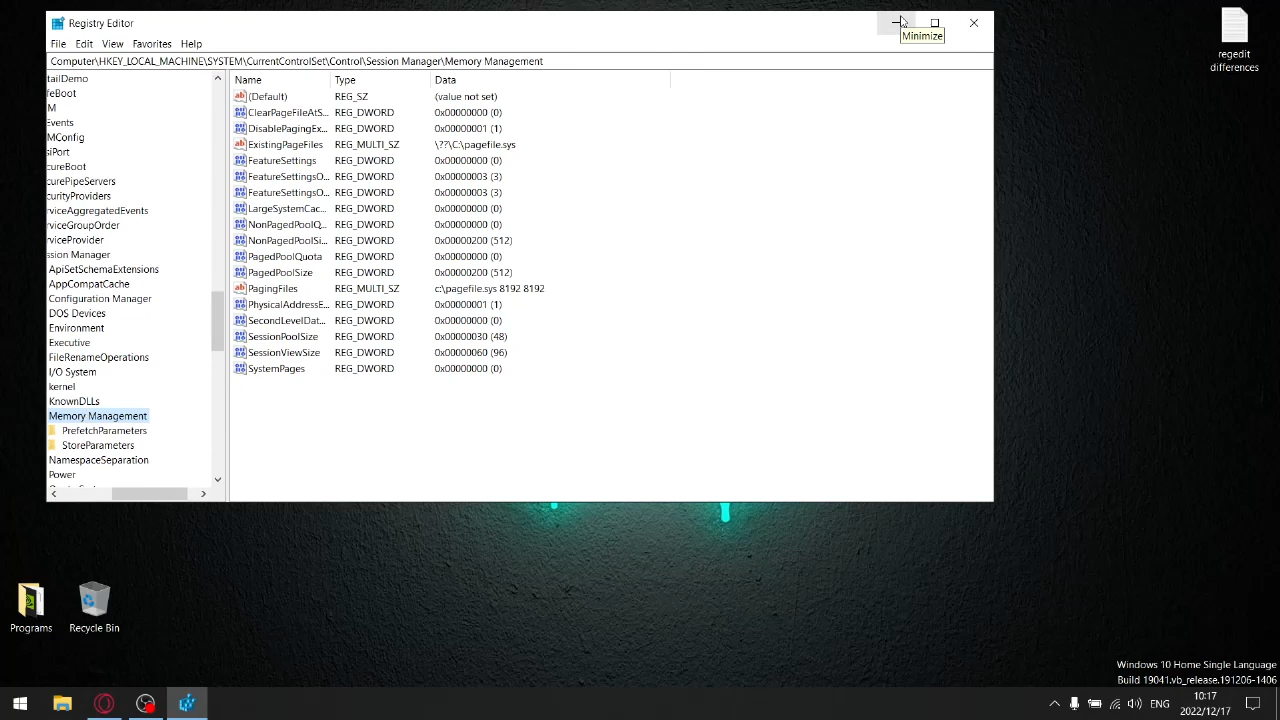 Registry Editor
Minimize
File Edit View Favorites Help
Computer\HKEY_LOCAL_MACHINE\SYSTEM\CurrentControlSet\Control\Session Manager\Memory Management
tailDemo
feBoot
M
Events
MConfig
siPort
cureBoot
curePipeServers
curityProviders
rviceAggregatedEvents
rviceGroupOrder
rviceProvider
ssion Manager
ApiSetSchemaExtensions
AppCompatCache
Configuration Manager
DOS Devices
Environment
Executive
FileRenameOperations
I/O System
kernel
KnownDLLs
Memory Management
PrefetchParameters
StoreParameters
NamespaceSeparation
Power
Name Type Data
(Default) REG_SZ (value not set)
ClearPageFileAtS... REG_DWORD 0x00000000 (0)
DisablePagingEx... REG_DWORD 0x00000001 (1)
ExistingPageFiles REG_MULTI_SZ \??\C:\pagefile.sys
FeatureSettings REG_DWORD 0x00000000 (0)
FeatureSettingsO... REG_DWORD 0x00000003 (3)
FeatureSettingsO... REG_DWORD 0x00000003 (3)
LargeSystemCac... REG_DWORD 0x00000000 (0)
NonPagedPoolQ... REG_DWORD 0x00000000 (0)
NonPagedPoolSi... REG_DWORD 0x00000200 (512)
PagedPoolQuota REG_DWORD 0x00000000 (0)
PagedPoolSize REG_DWORD 0x00000200 (512)
PagingFiles REG_MULTI_SZ c:\pagefile.sys 8192 8192
PhysicalAddressE... REG_DWORD 0x00000001 (1)
SecondLevelDat... REG_DWORD 0x00000000 (0)
SessionPoolSize REG_DWORD 0x00000030 (48)
SessionViewSize REG_DWORD 0x00000060 (96)
SystemPages REG_DWORD 0x00000000 (0)
regedit
differences
Programs
Recycle Bin
Windows 10 Home Single Language
Build 19041.vb_release.191206-1406
ENG
10:17
2022/12/17